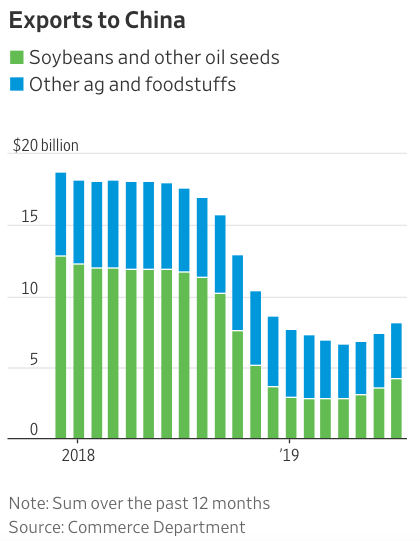 Exports to China
Soybeans and other oil seeds
Other ag and foodstuffs
$20 billion
15
10
5
0
2018
'19
Note: Sum over the past 12 months
Source: Commerce Department